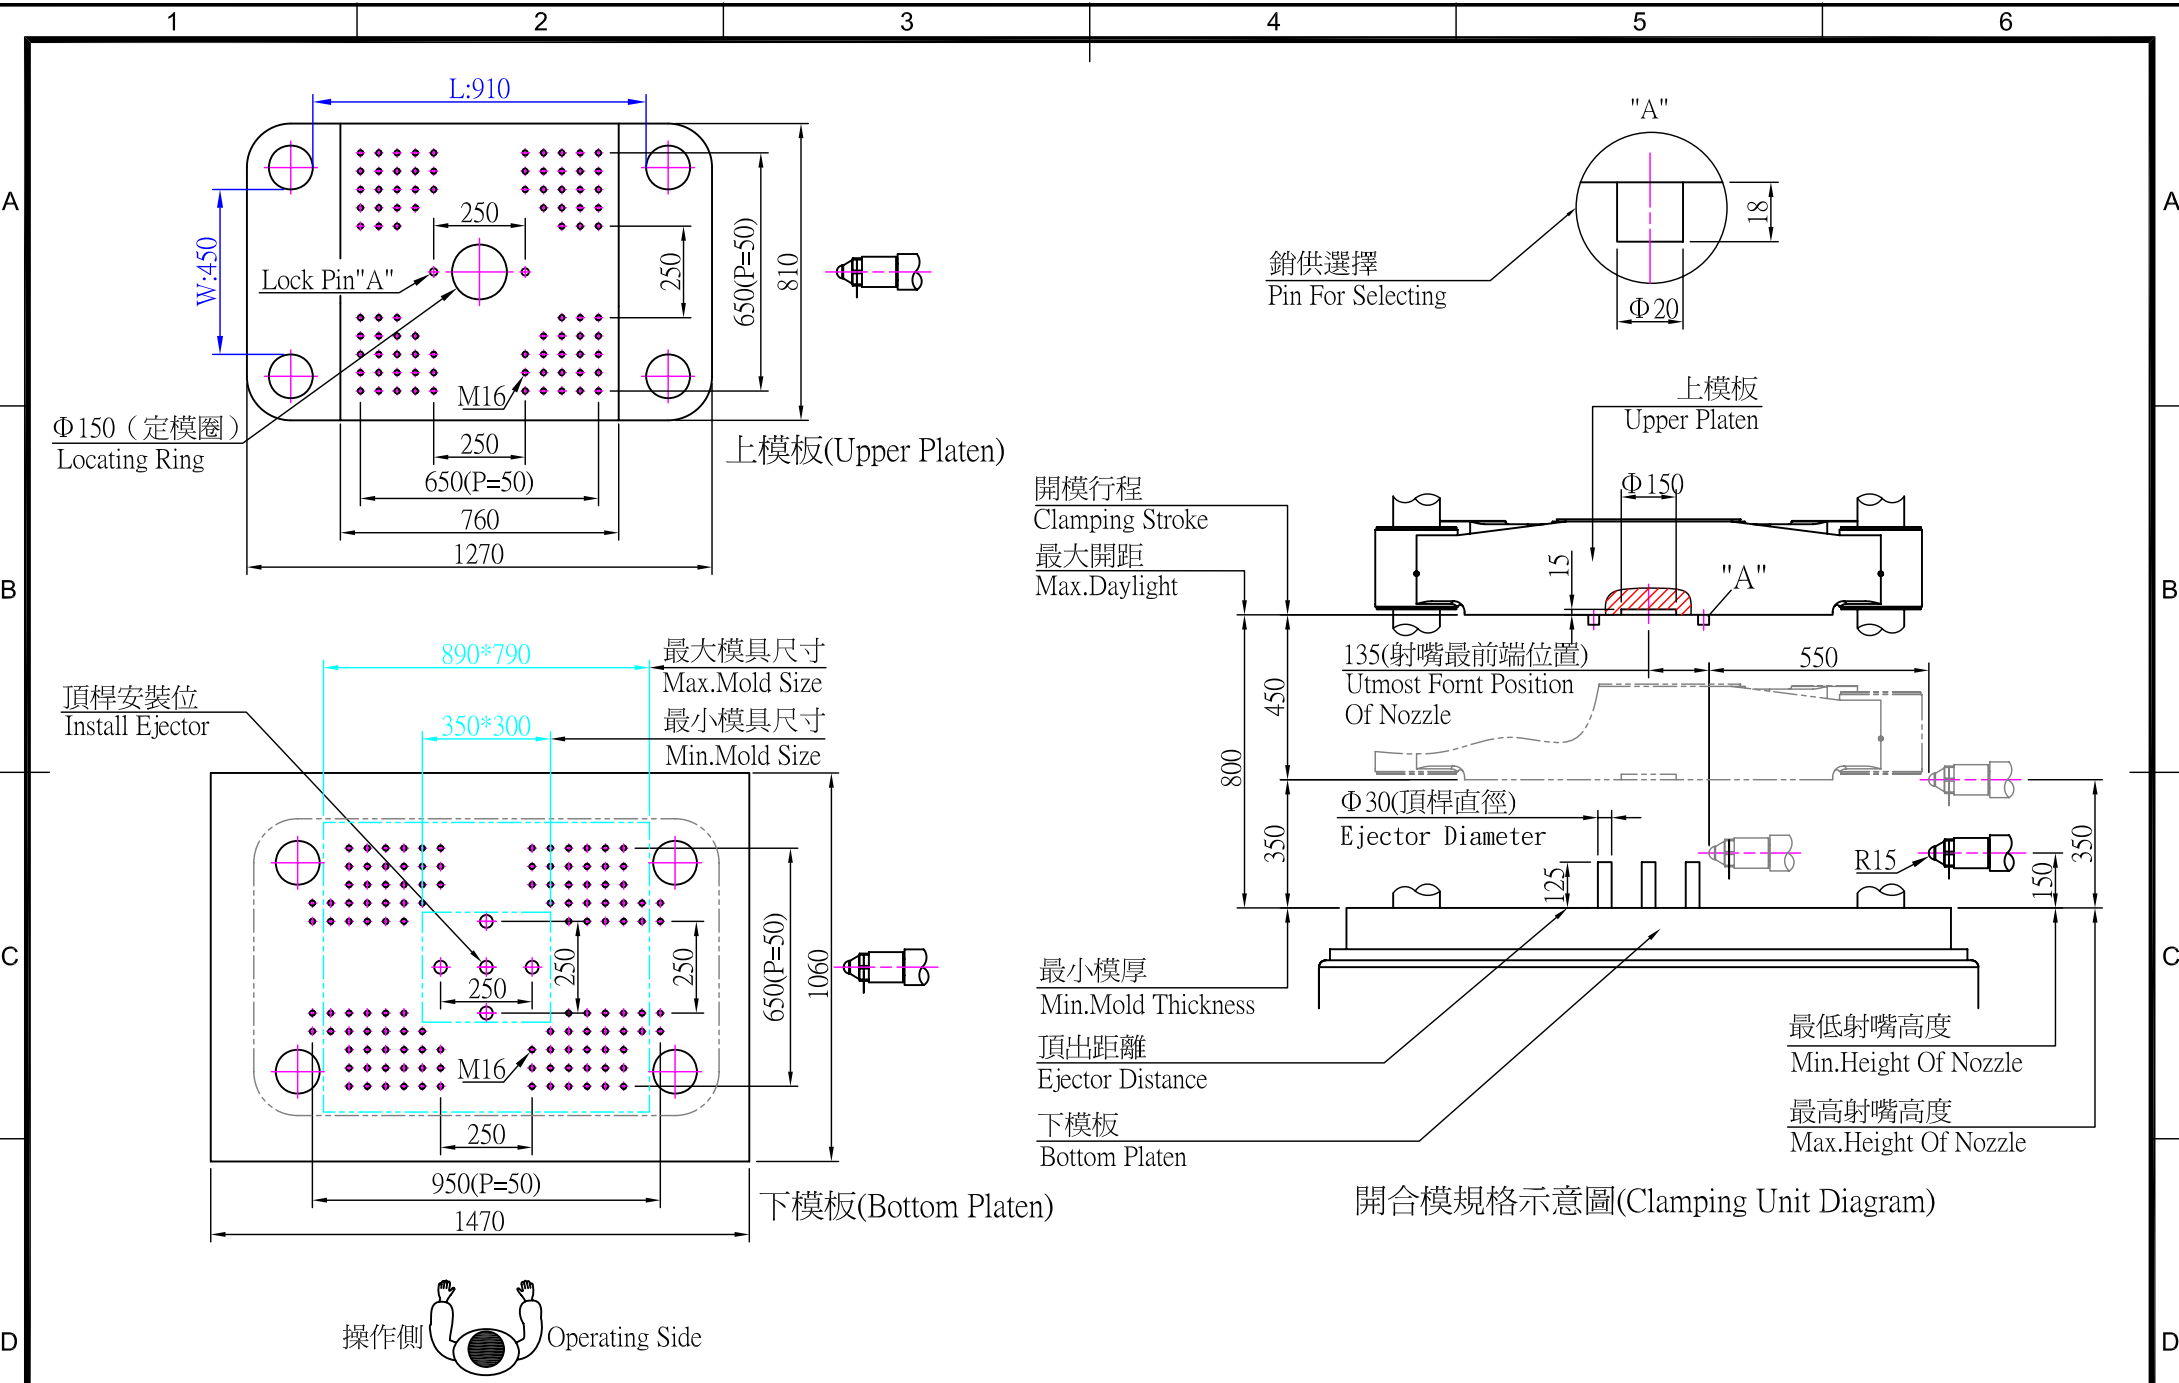 1
2
3
4
5
6
A
A
B
B
C
C
D
D
L:910
W:450
250
Lock Pin"A"
250
650(P=50)
810
M16
Φ150（定模圈）
Locating Ring
250
650(P=50)
760
1270
上模板(Upper Platen)
"A"
18
Φ20
銷供選擇
Pin For Selecting
上模板
Upper Platen
開模行程
Clamping Stroke
最大開距
Max.Daylight
Φ150
15
"A"
135(射嘴最前端位置)
Utmost Fornt Position
Of Nozzle
550
450
800
350
Φ30(頂桿直徑)
Ejector Diameter
125
R15
150
350
最小模厚
Min.Mold Thickness
頂出距離
Ejector Distance
下模板
Bottom Platen
最低射嘴高度
Min.Height Of Nozzle
最高射嘴高度
Max.Height Of Nozzle
開合模規格示意圖(Clamping Unit Diagram)
890*790
最大模具尺寸
Max.Mold Size
頂桿安裝位
Install Ejector
350*300
最小模具尺寸
Min.Mold Size
250
250
250
650(P=50)
1060
M16
250
950(P=50)
1470
下模板(Bottom Platen)
操作側
Operating Side